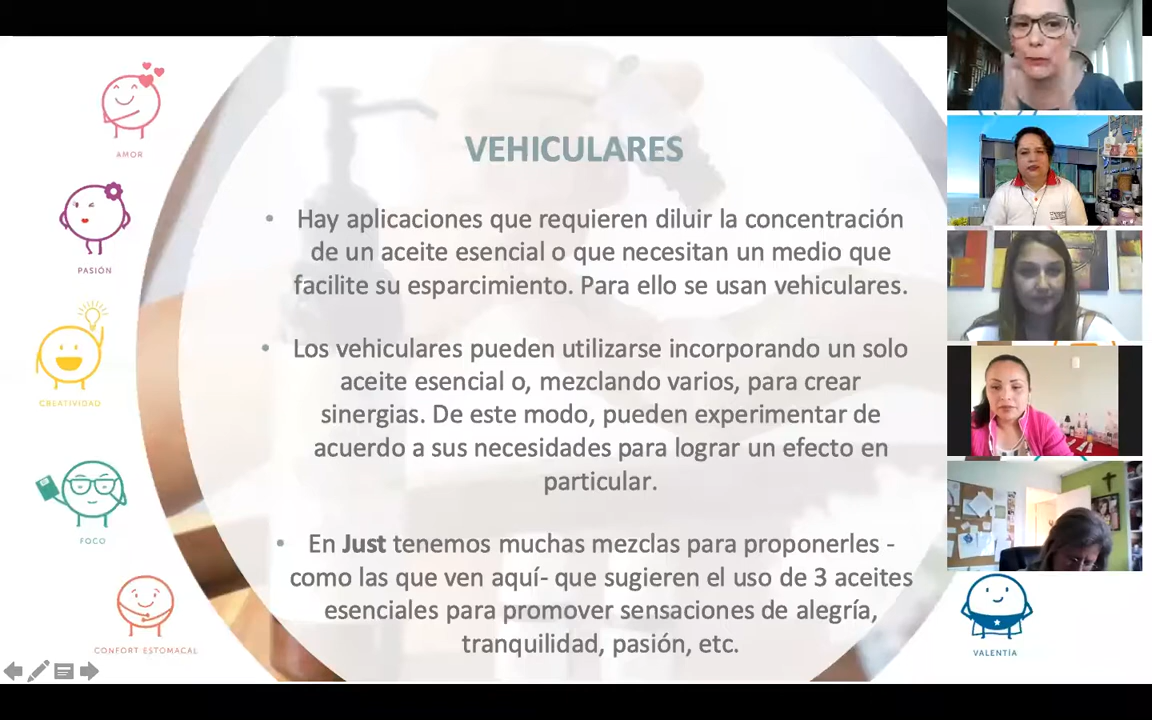 VEHICULARES
• Hay aplicaciones que requieren diluir la concentración
de un aceite esencial o que necesitan un medio que
facilite su esparcimiento. Para ello se usan vehiculares.
• Los vehiculares pueden utilizarse incorporando un solo
aceite esencial o, mezclando varios, para crear
sinergias. De este modo, pueden experimentar de
acuerdo a sus necesidades para lograr un efecto en
particular.
• En Just tenemos muchas mezclas para proponerles -
como las que ven aquí- que sugieren el uso de 3 aceites
esenciales para promover sensaciones de alegría,
tranquilidad, pasión, etc.
AMOR
PASIÓN
CREATIVIDAD
FOCO
CONFORT ESTOMACAL
VALENTÍA